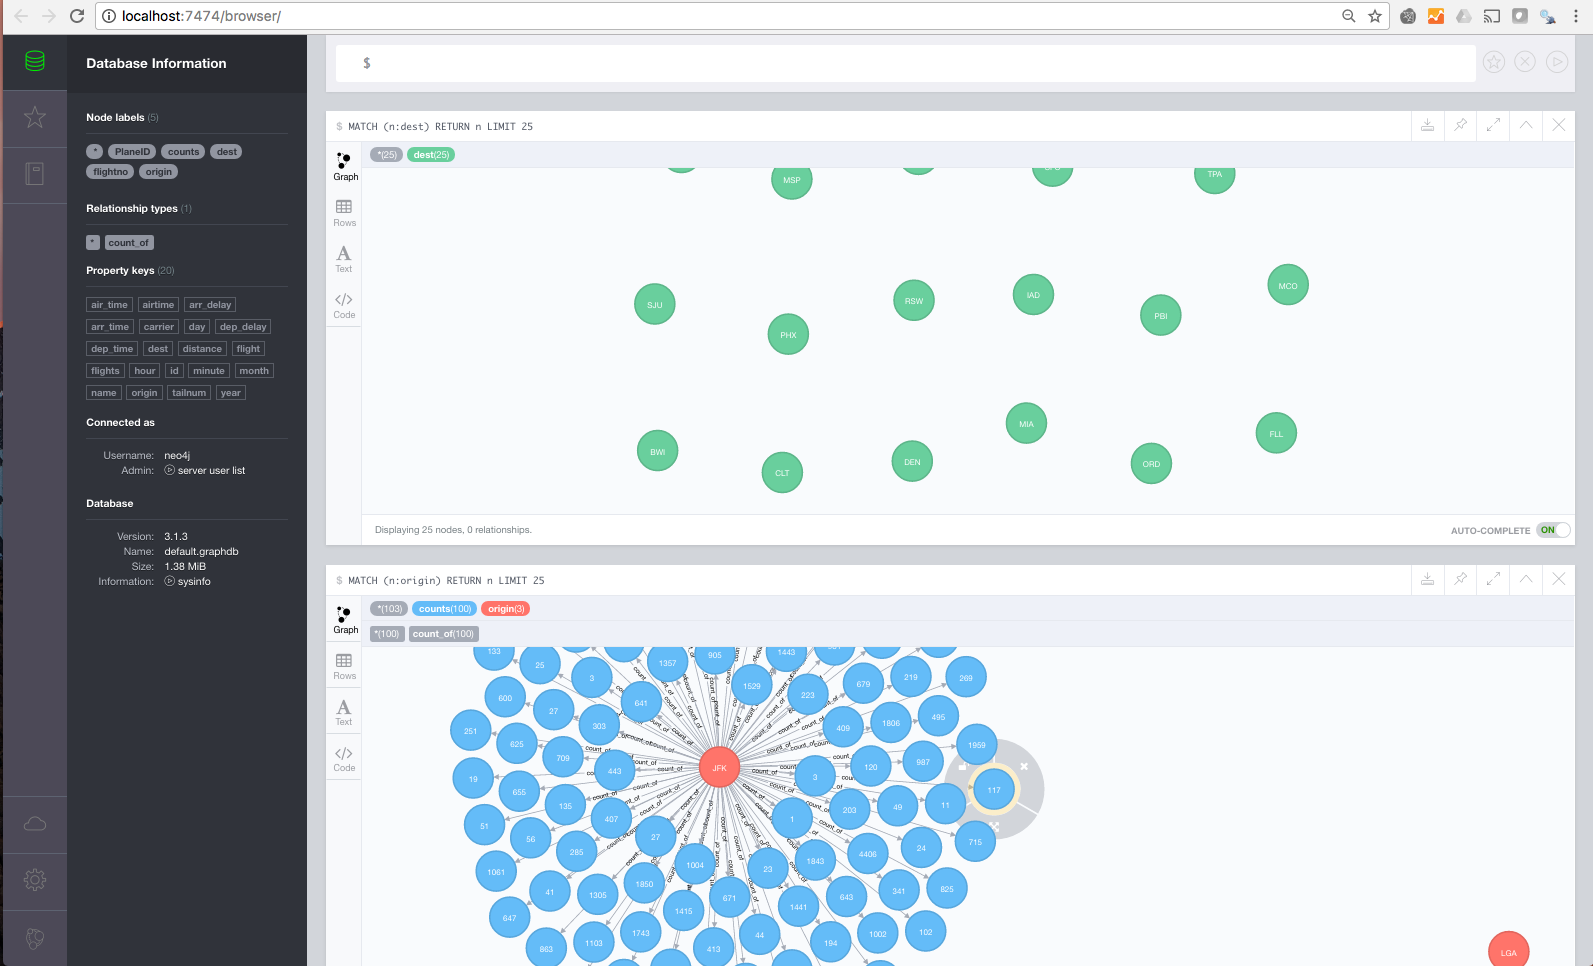 localhost:7474/browser/
Database Information
Node labels (5)
* PlaneID counts dest
flightno origin
Relationship types (1)
* count_of
Property keys (20)
air_time airtime arr_delay
arr_time carrier day dep_delay
dep_time dest distance flight
flights hour id minute month
name origin tailnum year
Connected as
Username: neo4j
Admin: server user list
Database
Version: 3.1.3
Name: default.graphdb
Size: 1.38 MiB
Information: sysinfo
$
$ MATCH (n:dest) RETURN n LIMIT 25
*(25) dest(25)
Graph
Rows
Text
Code
MSP TPA
SJU PHX RSW IAD PBI MCO
BWI CLT DEN MIA ORD FLL
Displaying 25 nodes, 0 relationships.
AUTO-COMPLETE ON
$ MATCH (n:origin) RETURN n LIMIT 25
*(103) counts(100) origin(3)
*(100) count_of(100)
Graph
Rows
Text
Code
133 25 3 1357 905 1443
600 27 641 1529 223 679 219 269
251 625 303 409 1806 495
709 443 JFK 3 120 987 1959
19 655 135 407 203 49 11 117
51 56 285 27 1 4406 24 715
1061 41 1305 1850 1004 23 1843 341 825
647 1415 671 1441 643
863 1103 1743 413 44 194 1002 102
LGA
count_of